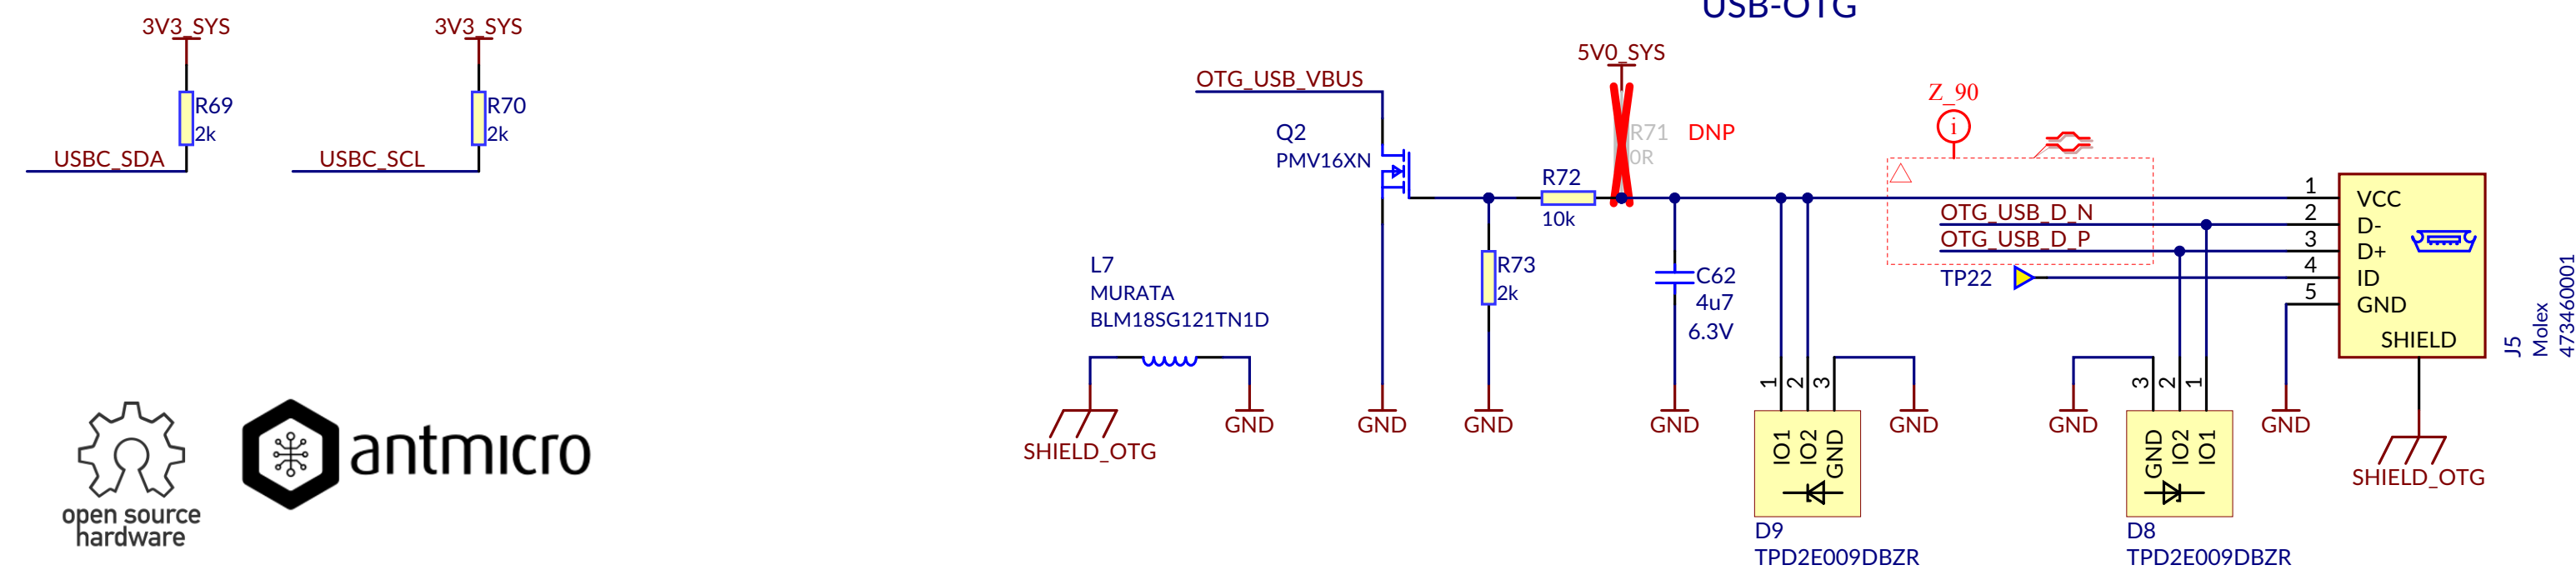 USB-OTG
3V3_SYS
R69
2k
USBC_SDA
3V3_SYS
R70
2k
USBC_SCL
open source
hardware
antmicro
OTG_USB_VBUS
Q2
PMV16XN
5V0_SYS
R71
0R
DNP
R72
10k
R73
2k
C62
4u7
6.3V
L7
MURATA
BLM18SG121TN1D
SHIELD_OTG
GND
GND
GND
GND
1
2
3
IO1
IO2
GND
D9
TPD2E009DBZR
GND
Z_90
i
OTG_USB_D_N
OTG_USB_D_P
TP22
GND
3
2
1
GND
IO2
IO1
D8
TPD2E009DBZR
GND
1
2
3
4
5
VCC
D-
D+
ID
GND
SHIELD
J5
Molex
473460001
SHIELD_OTG